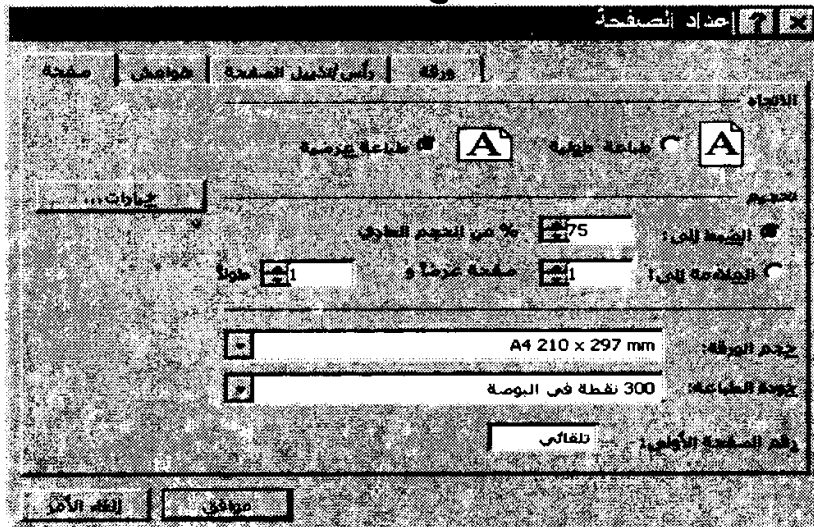 إعداد الصفحة
صفحة هوامش رأس/تذييل الصفحة ورقة
الاتجاه
A طباعة طولية A طباعة عرضية
خيارات...
تحجيم
الضبط إلى: 75 % من الحجم الطبيعي
الملاءمة إلى: 1 صفحة عرضاً و 1 طولاً
حجم الورقة: A4 210 x 297 mm
جودة الطباعة: 300 نقطة في البوصة
رقم الصفحة الأولى: تلقائي
موافق إلغاء الأمر